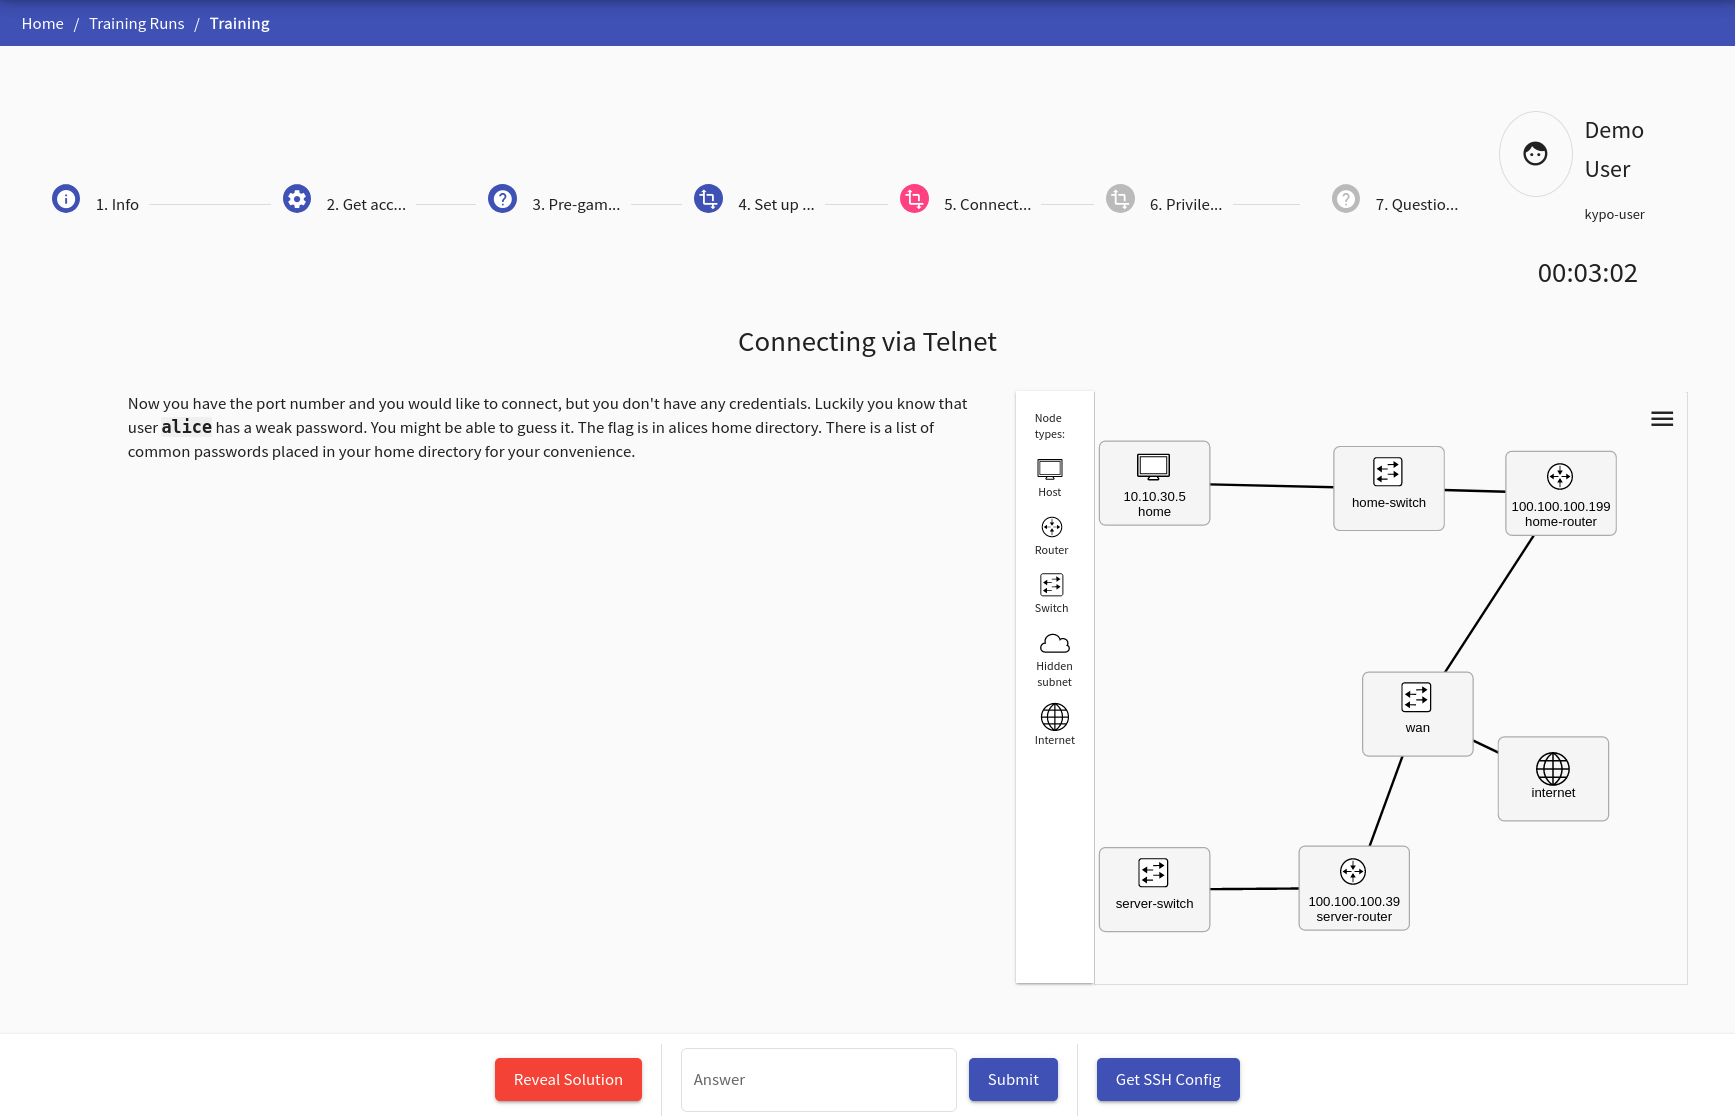 Home / Training Runs / Training
Demo
User
kypo-user
1. Info
2. Get acc...
3. Pre-gam...
4. Set up ...
5. Connect...
6. Privile...
7. Questio...
00:03:02
Connecting via Telnet
Now you have the port number and you would like to connect, but you don't have any credentials. Luckily you know that
user alice has a weak password. You might be able to guess it. The flag is in alices home directory. There is a list of
common passwords placed in your home directory for your convenience.
Node
types:
Host
Router
Switch
Hidden
subnet
Internet
10.10.30.5
home
home-switch
100.100.100.199
home-router
wan
internet
server-switch
100.100.100.39
server-router
Reveal Solution
Answer
Submit
Get SSH Config